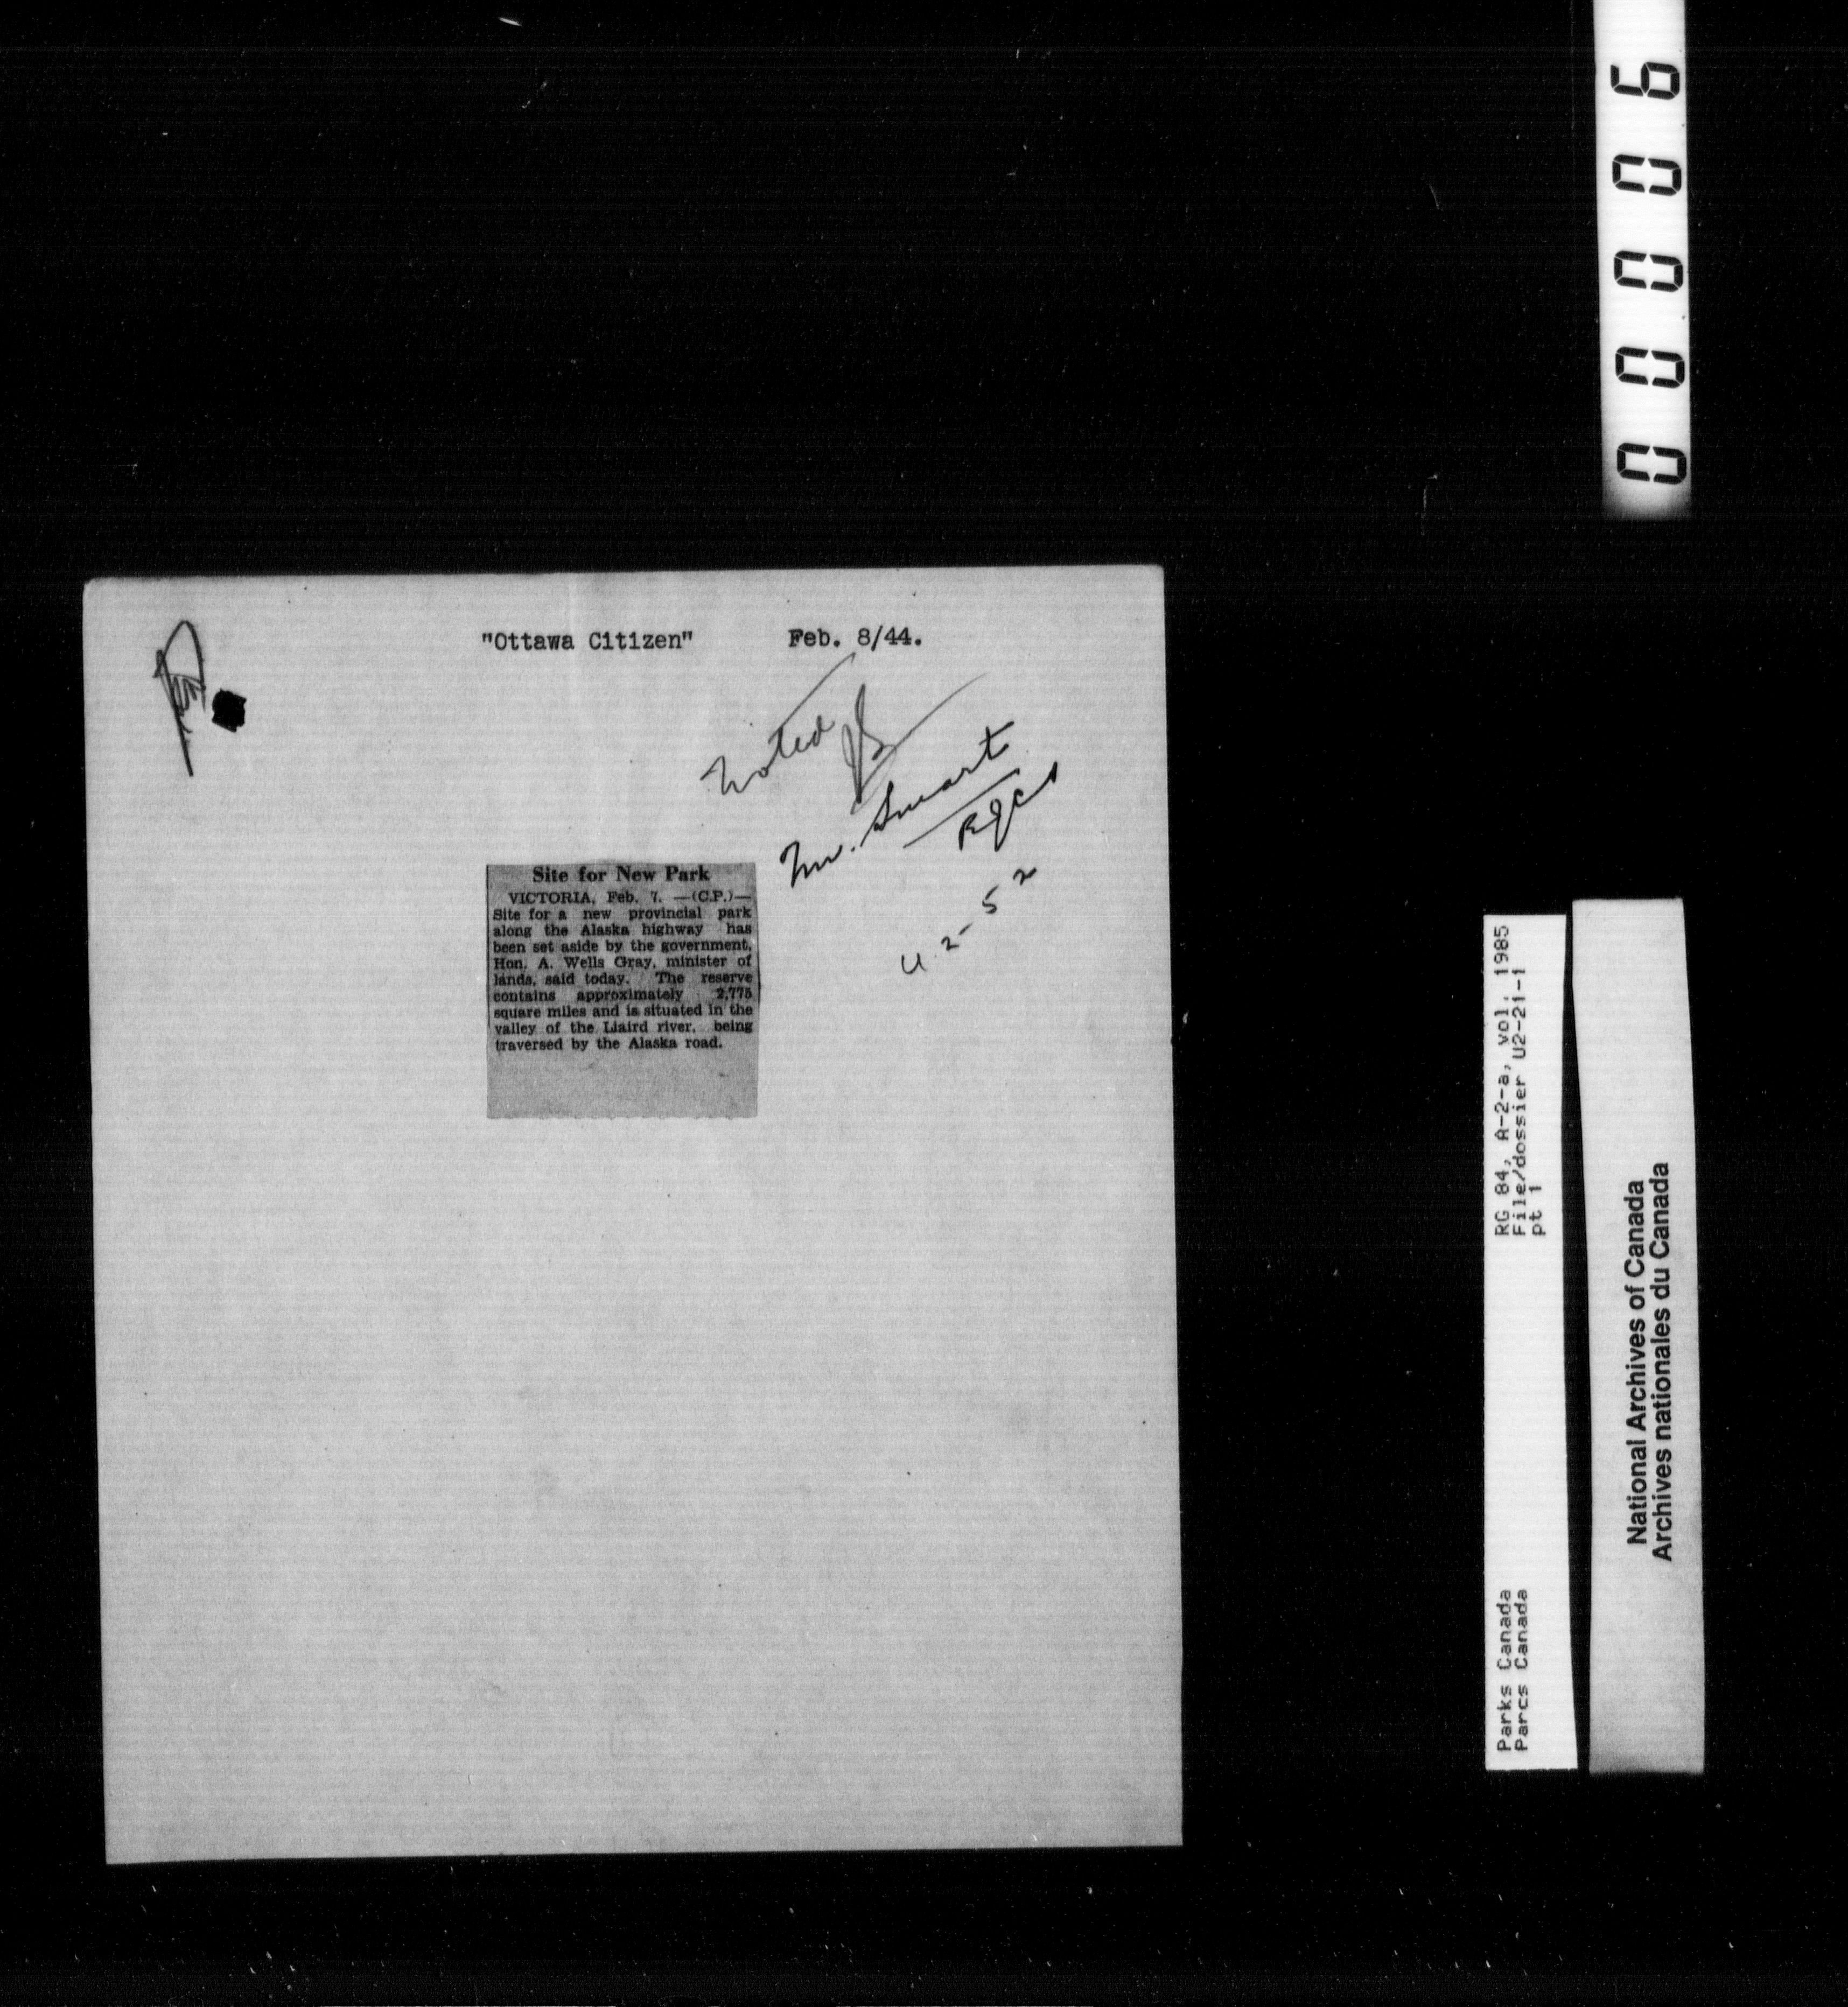 "Ottawa Citizen" Feb. 8/44.
Noted
Mr. Smart
U.2-52
Site for New Park
VICTORIA, Feb. 7. —(C.P.)—
Site for a new provincial park
along the Alaska highway has
been set aside by the government,
Hon. A. Wells Gray, minister of
lands, said today. The reserve
contains approximately 2,775
square miles and is situated in the
valley of the Liaird river, being
traversed by the Alaska road.
00006
RG 84, A-2-a, vol. 1985
File/dossier U2-21-1
pt 1
Parks Canada
Parcs Canada
National Archives of Canada
Archives nationales du Canada